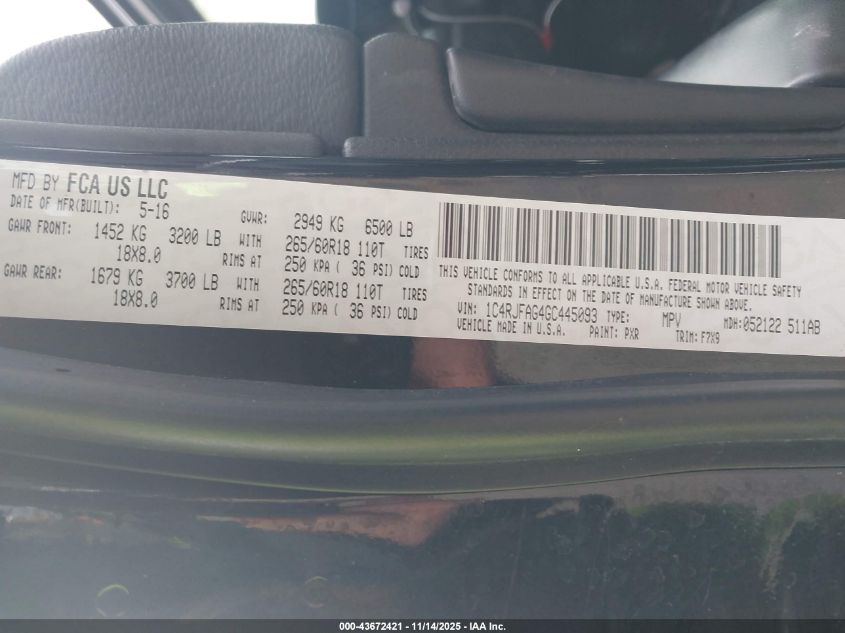 MFD BY FCA US LLC
DATE OF MFR(BUILT): 5-16 GVWR: 2949 KG 6500 LB
GAWR FRONT: 1452 KG 3200 LB WITH 265/60R18 110T TIRES
18X8.0 RIMS AT 250 KPA ( 36 PSI) COLD
GAWR REAR: 1679 KG 3700 LB WITH 265/60R18 110T TIRES
18X8.0 RIMS AT 250 KPA ( 36 PSI) COLD
THIS VEHICLE CONFORMS TO ALL APPLICABLE U.S.A. FEDERAL MOTOR VEHICLE SAFETY
STANDARDS IN EFFECT ON THE DATE OF MANUFACTURE SHOWN ABOVE.
VIN: 1C4RJFAG4GC445093 TYPE: MPV MDH: 052122 511AB
VEHICLE MADE IN U.S.A. PAINT: PXR TRIM: F7X9
000-43672421 - 11/14/2025 - IAA Inc.